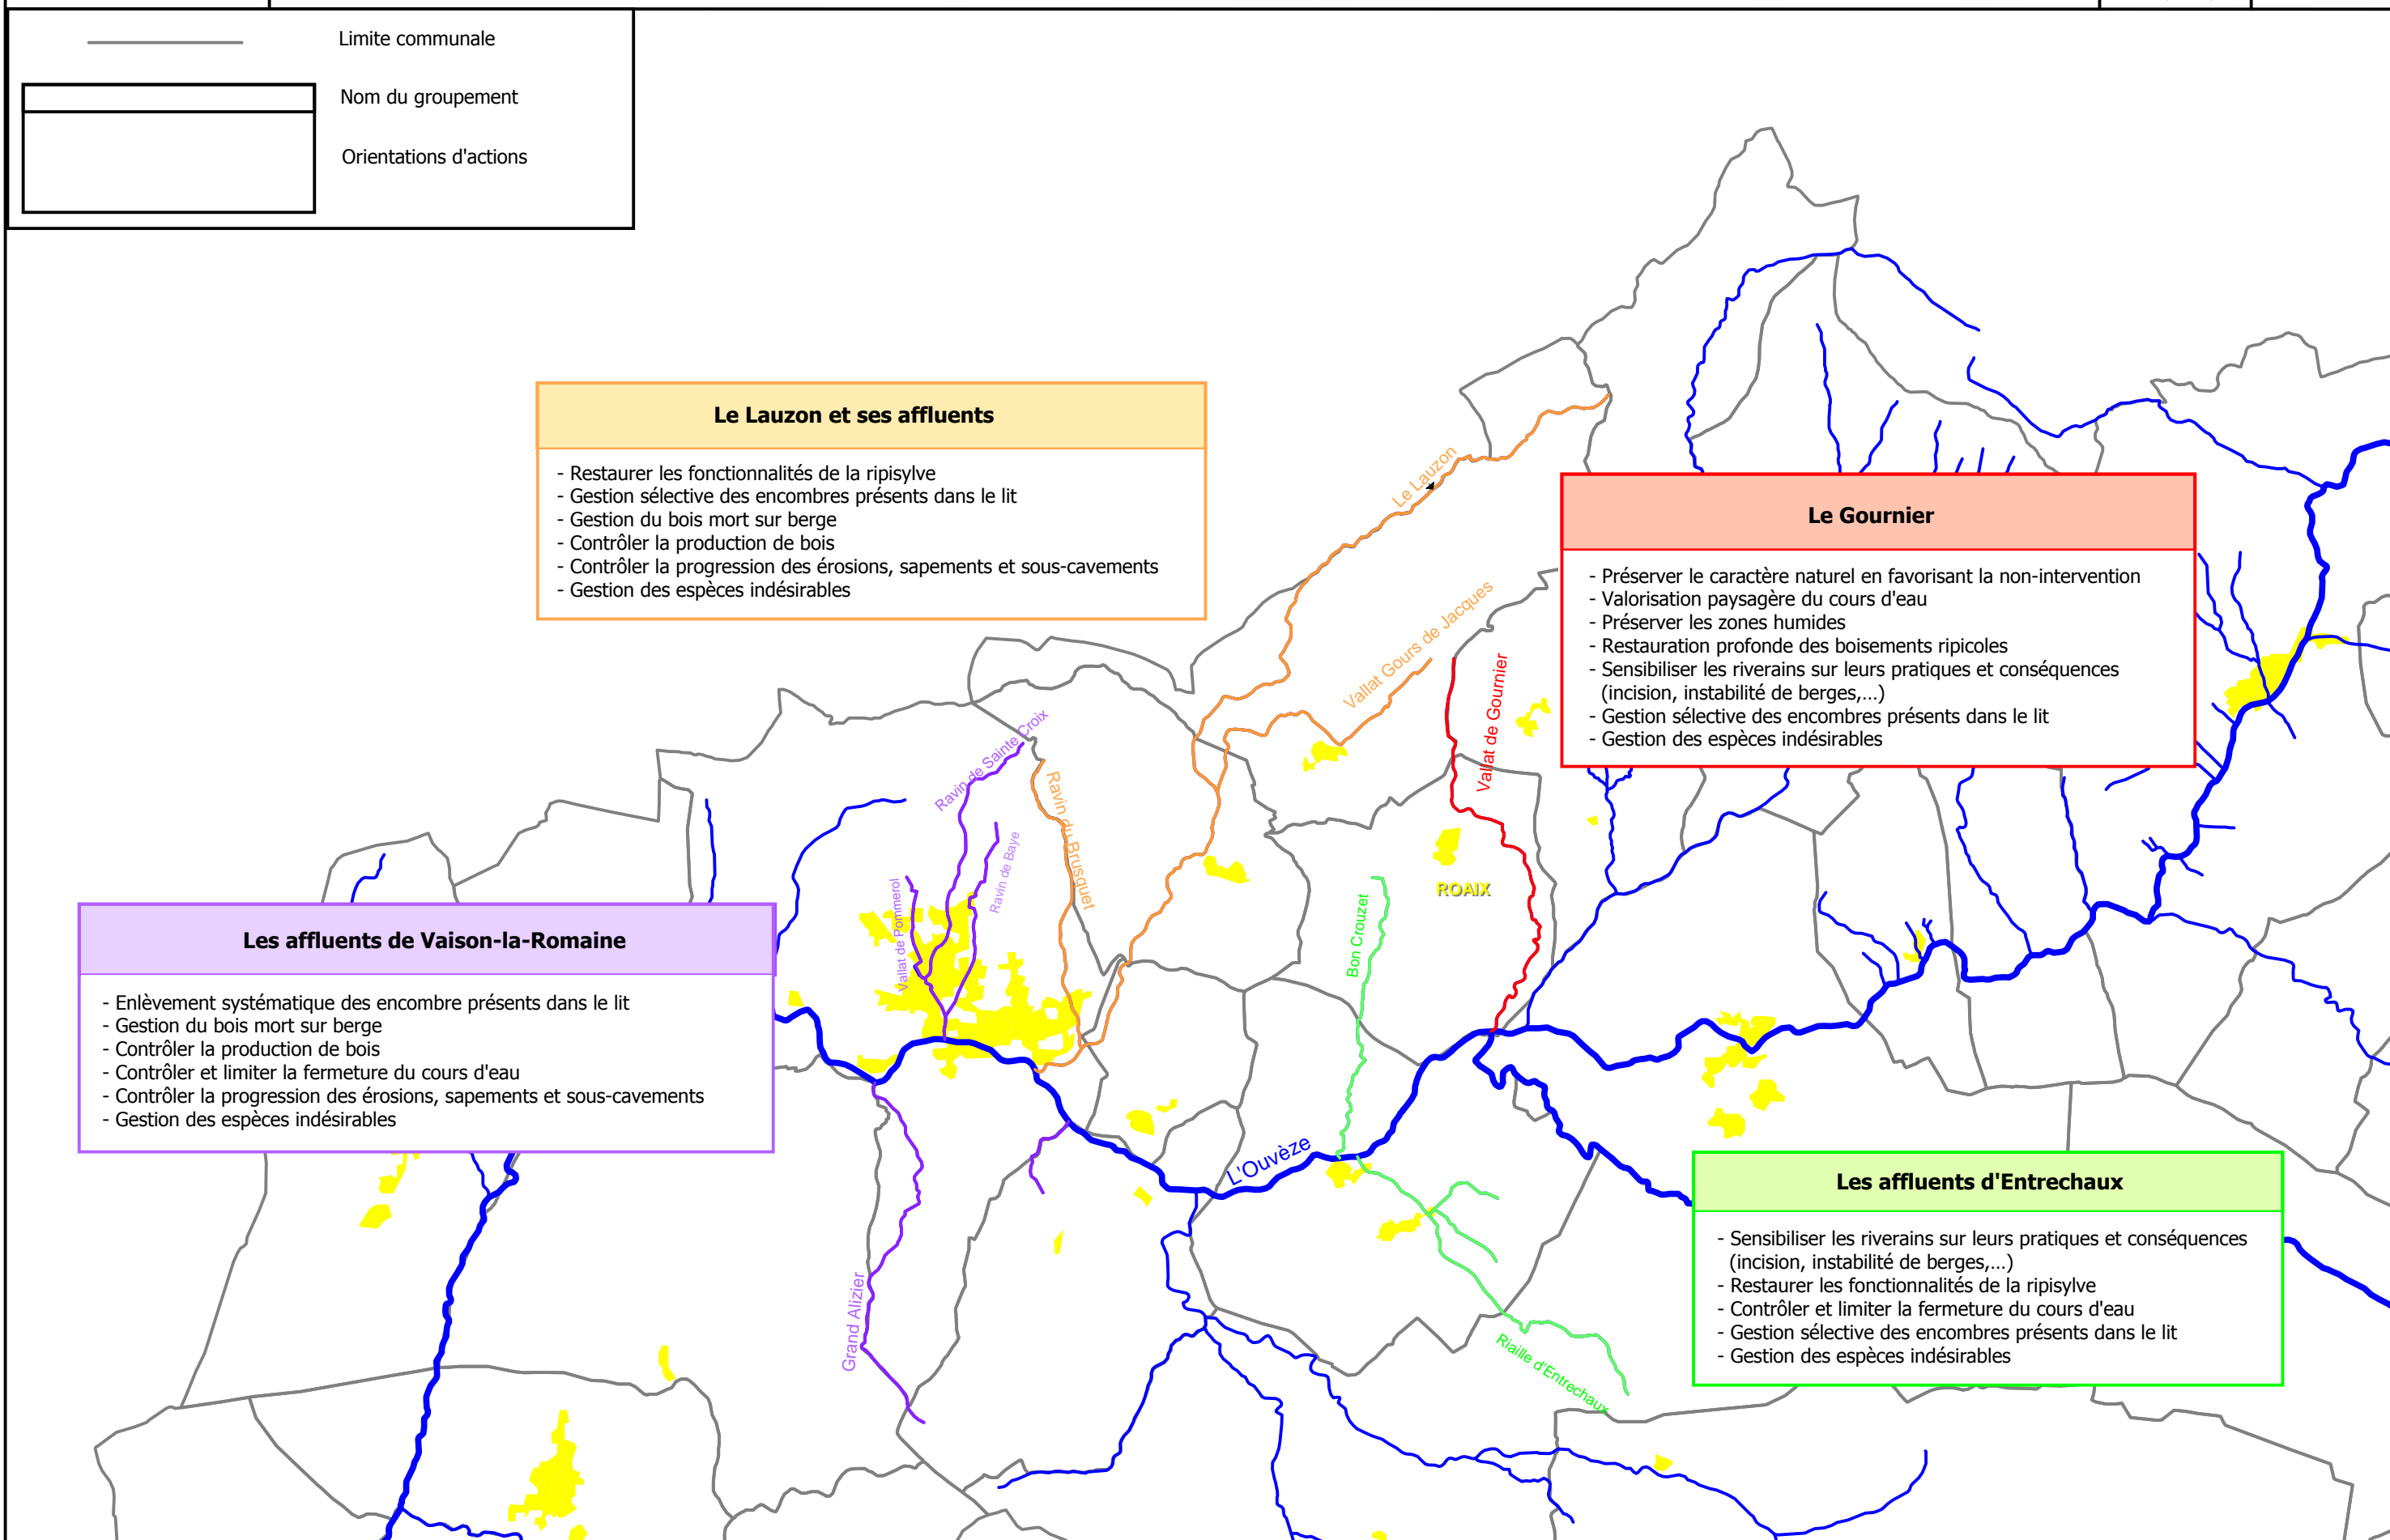 Limite communale
Nom du groupement
Orientations d'actions
Le Lauzon et ses affluents
- Restaurer les fonctionnalités de la ripisylve
- Gestion sélective des encombres présents dans le lit
- Gestion du bois mort sur berge
- Contrôler la production de bois
- Contrôler la progression des érosions, sapements et sous-cavements
- Gestion des espèces indésirables
Le Lauzon
Le Gournier
- Préserver le caractère naturel en favorisant la non-intervention
- Valorisation paysagère du cours d'eau
- Préserver les zones humides
- Restauration profonde des boisements ripicoles
- Sensibiliser les riverains sur leurs pratiques et conséquences
(incision, instabilité de berges,...)
- Gestion sélective des encombres présents dans le lit
- Gestion des espèces indésirables
Vallat Gours de Jacques
Vallat de Gournier
Ravin de Sainte Croix
Ravin du Brusquet
Ravin de Baye
Vallat de Pommerol
ROAIX
Bon Crouzet
Les affluents de Vaison-la-Romaine
- Enlèvement systématique des encombre présents dans le lit
- Gestion du bois mort sur berge
- Contrôler la production de bois
- Contrôler et limiter la fermeture du cours d'eau
- Contrôler la progression des érosions, sapements et sous-cavements
- Gestion des espèces indésirables
L'Ouvèze
Les affluents d'Entrechaux
- Sensibiliser les riverains sur leurs pratiques et conséquences
(incision, instabilité de berges,...)
- Restaurer les fonctionnalités de la ripisylve
- Contrôler et limiter la fermeture du cours d'eau
- Gestion sélective des encombres présents dans le lit
- Gestion des espèces indésirables
Grand Alizier
Riaille d'Entrechaux